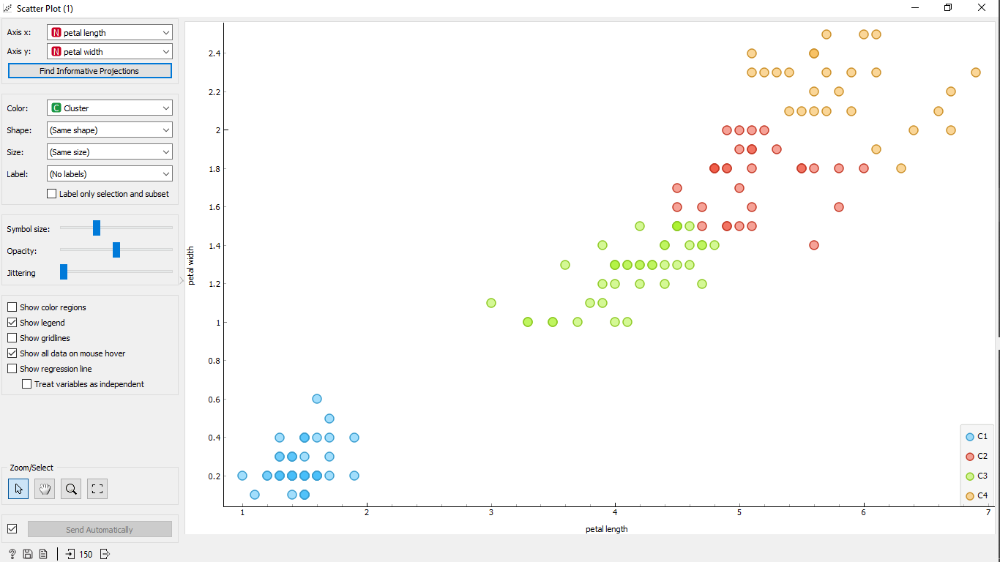 Scatter Plot (1)
Axis x: N petal length
Axis y: N petal width
Find Informative Projections
Color: C Cluster
Shape: (Same shape)
Size: (Same size)
Label: (No labels)
Label only selection and subset
Symbol size:
Opacity:
Jittering
Show color regions
Show legend
Show gridlines
Show all data on mouse hover
Show regression line
Treat variables as independent
Zoom/Select
Send Automatically
? 150
petal width
2.4
2.2
2
1.8
1.6
1.4
1.2
1
0.8
0.6
0.4
0.2
1 2 3 4 5 6 7
petal length
C1
C2
C3
C4